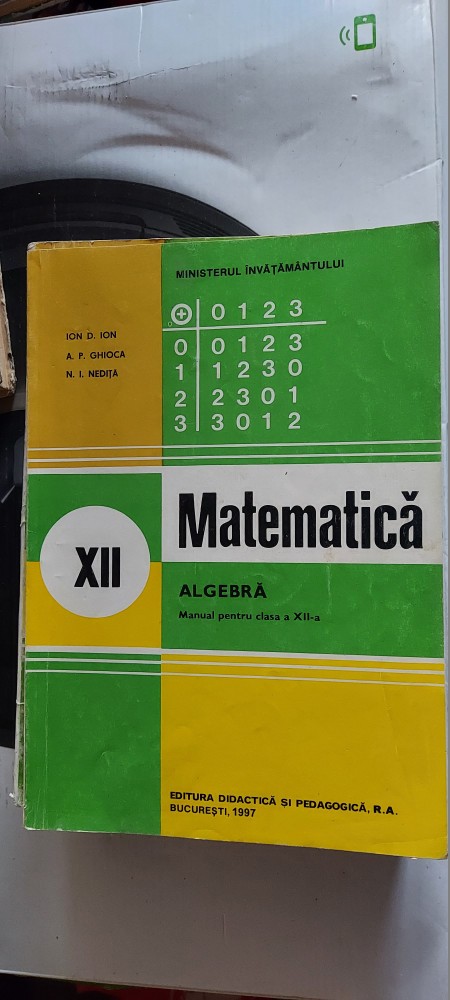 MINISTERUL ÎNVĂȚĂMÂNTULUI
ION D. ION
A. P. GHIOCA
N. I. NEDIȚA
⊕ 0 1 2 3
0 0 1 2 3
1 1 2 3 0
2 2 3 0 1
3 3 0 1 2
XII
Matematică
ALGEBRĂ
Manual pentru clasa a XII-a
EDITURA DIDACTICĂ ȘI PEDAGOGICĂ, R.A.
BUCUREȘTI, 1997